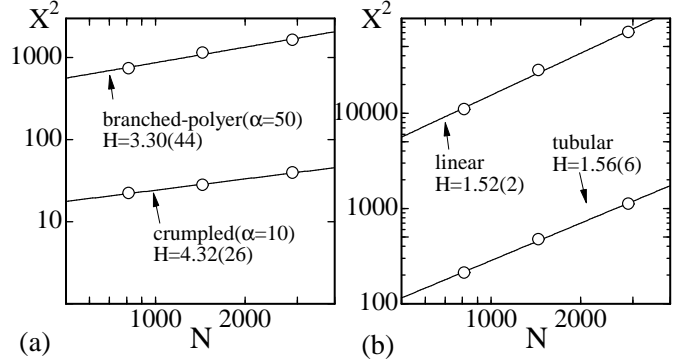 X²
1000
100
10
branched-polyer(α=50)
H=3.30(44)
crumpled(α=10)
H=4.32(26)
1000
2000
N
(a)
X²
10000
1000
100
linear
H=1.52(2)
tubular
H=1.56(6)
1000
2000
N
(b)